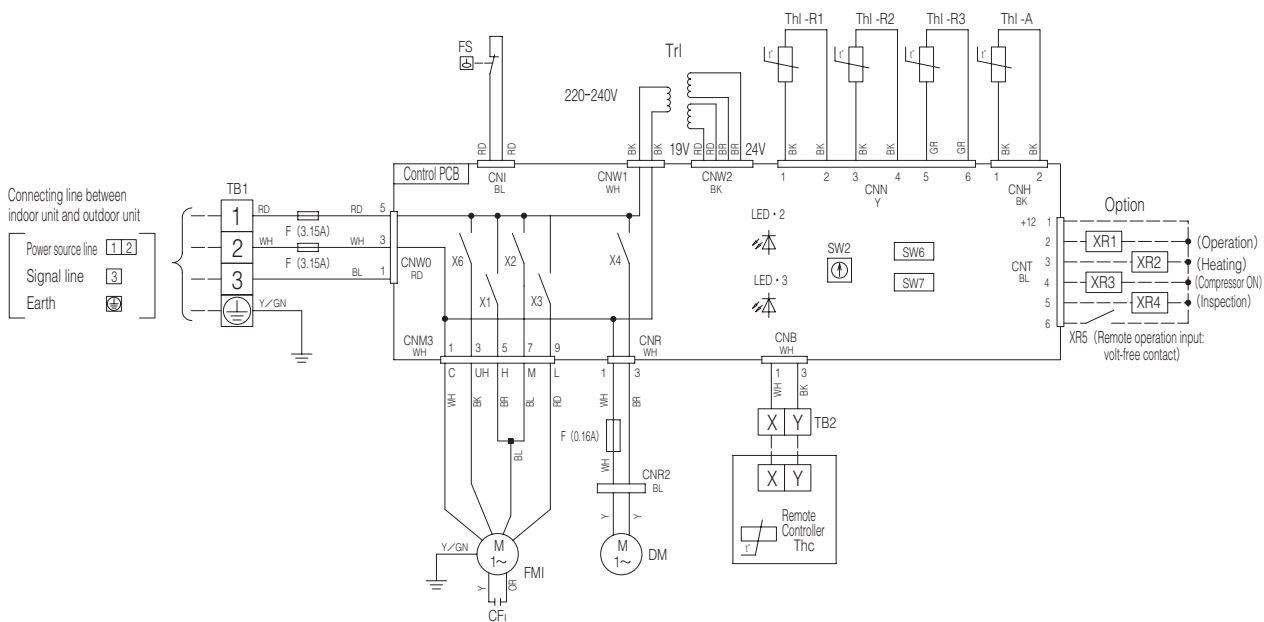 FS
Trl
220-240V
19V
24V
Thl -R1
Thl -R2
Thl -R3
Thl -A
t°
t°
t°
t°
RD
RD
BK
BK
RD
RD
BR
BR
BK
BK
BK
BK
GR
GR
BK
BK
Control PCB
CNI
BL
CNW1
WH
CNW2
BK
1
2
3
4
5
6
CNN
Y
1
2
CNH
BK
Connecting line between
indoor unit and outdoor unit
Power source line 1 2
Signal line 3
Earth
TB1
1
2
3
RD
RD
5
F (3.15A)
WH
WH
3
F (3.15A)
BL
1
Y/GN
CNW0
RD
X6
X1
X2
X3
X4
LED・2
LED・3
SW2
SW6
SW7
Option
+12
1
2
3
4
5
6
CNT
BL
XR1
(Operation)
XR2
(Heating)
XR3
(Compressor ON)
XR4
(Inspection)
XR5 (Remote operation input:
volt-free contact)
CNM3
WH
1
3
5
7
9
C
UH
H
M
L
WH
BK
BR
BL
RD
BL
CNR
WH
1
3
WH
BR
F (0.16A)
WH
CNR2
BL
Y
Y
CNB
WH
1
3
WH
BK
X Y
TB2
X Y
Remote
Controller
Thc
t°
Y/GN
M
1~
FMI
Y
OR
CFI
M
1~
DM